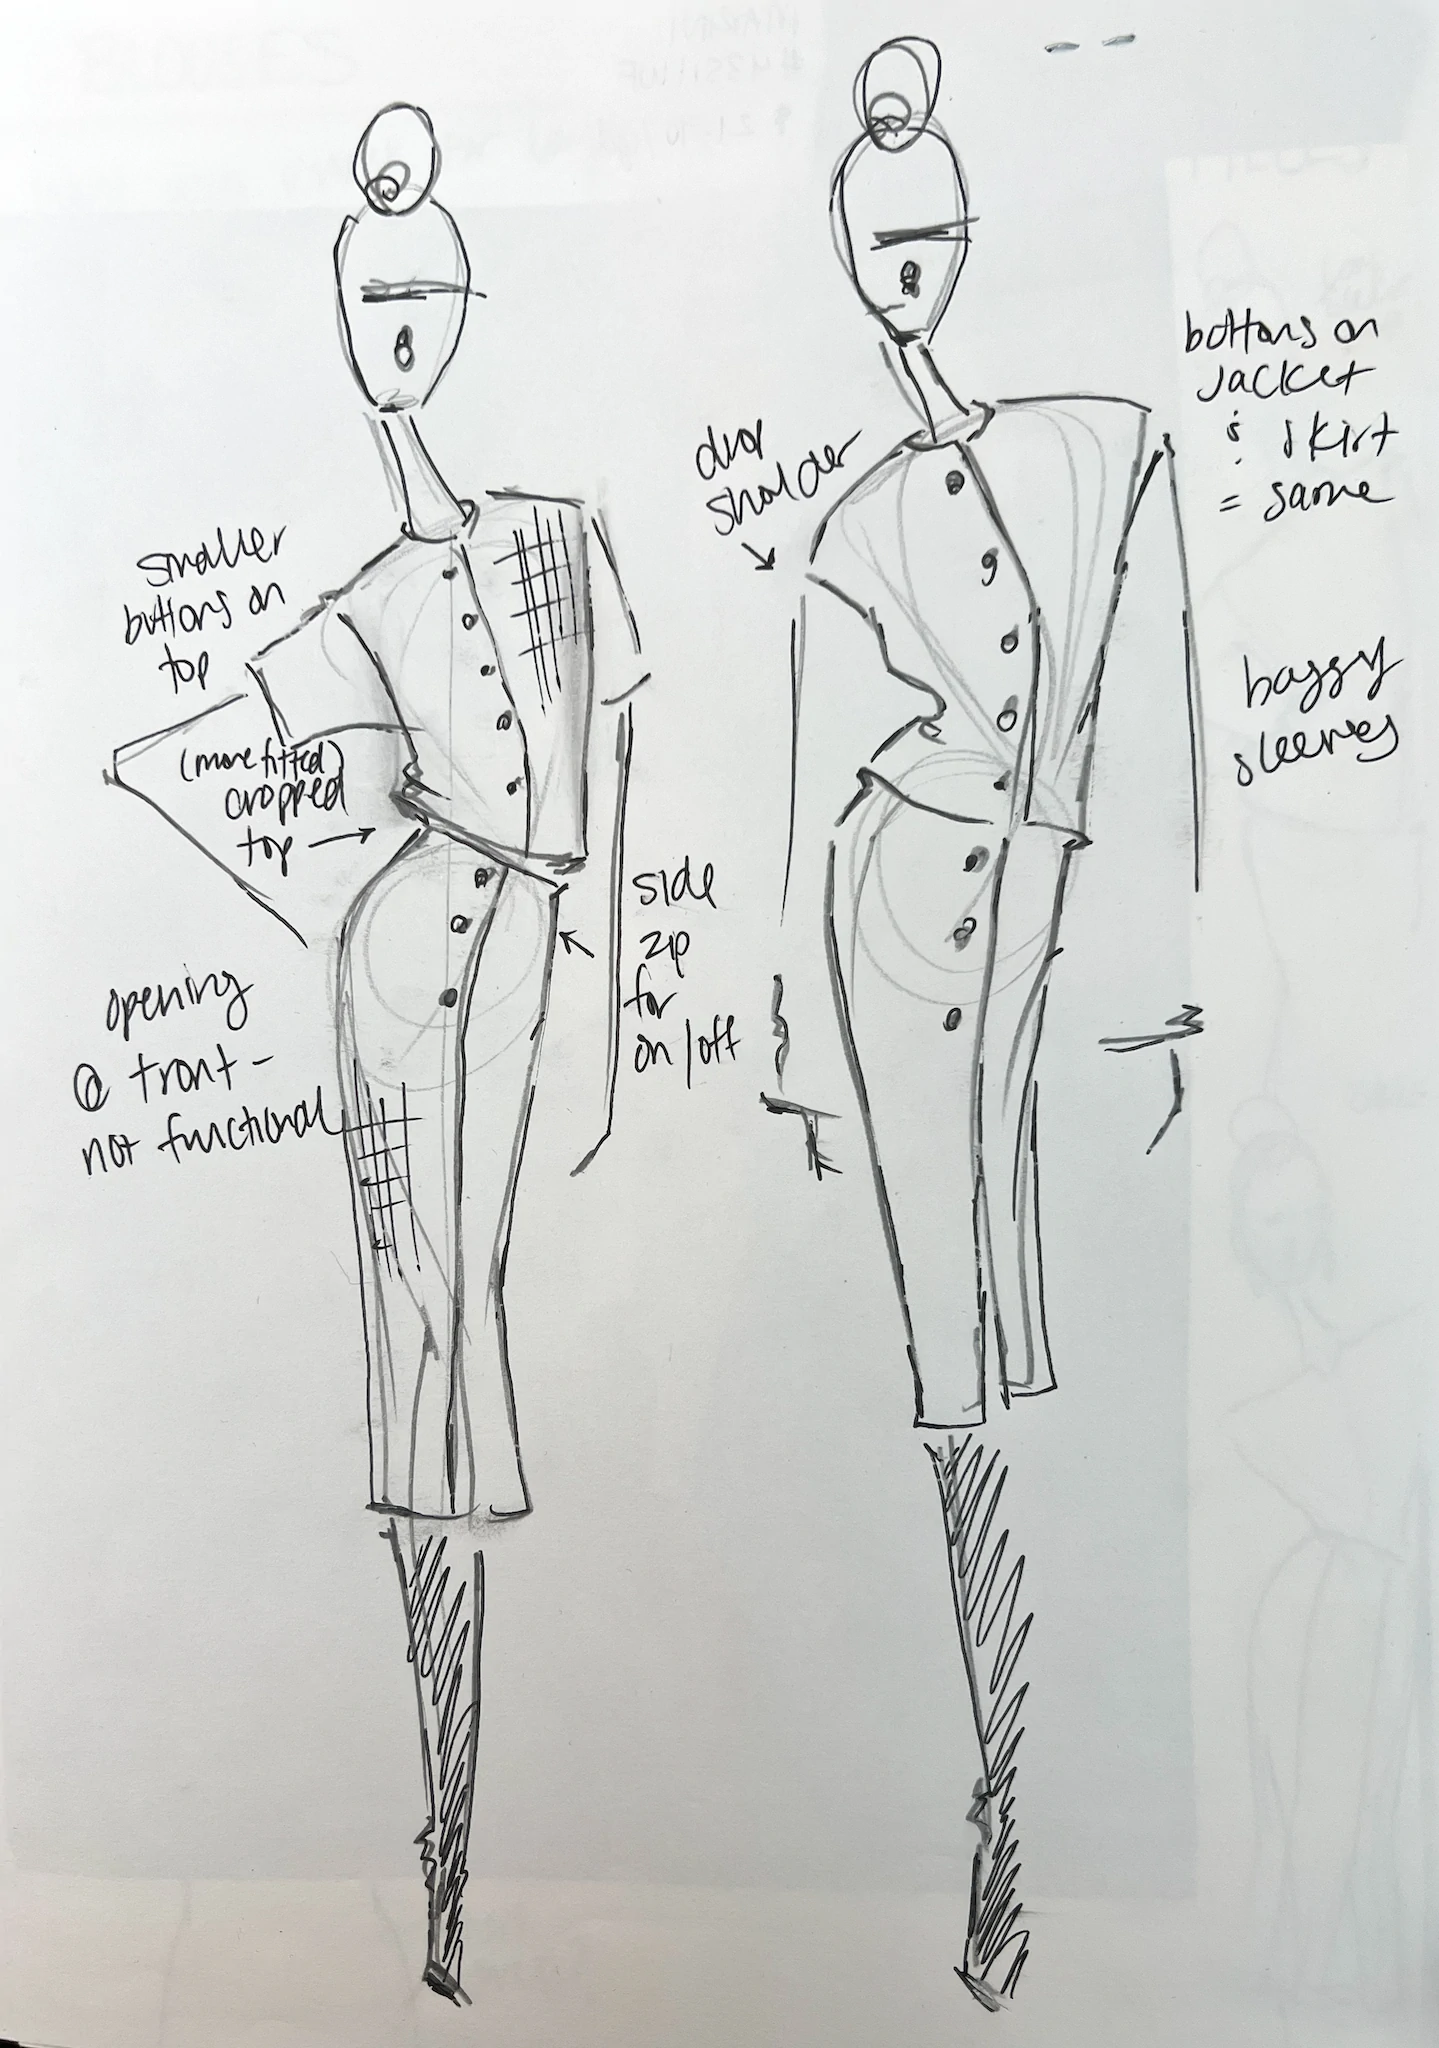 smaller
buttons on
top
(more fitted)
cropped
top
opening
@ front -
not functional
side
zip
for
on/off
drop
sholder
buttons on
jacket
& skirt
= same
baggy
sleeves